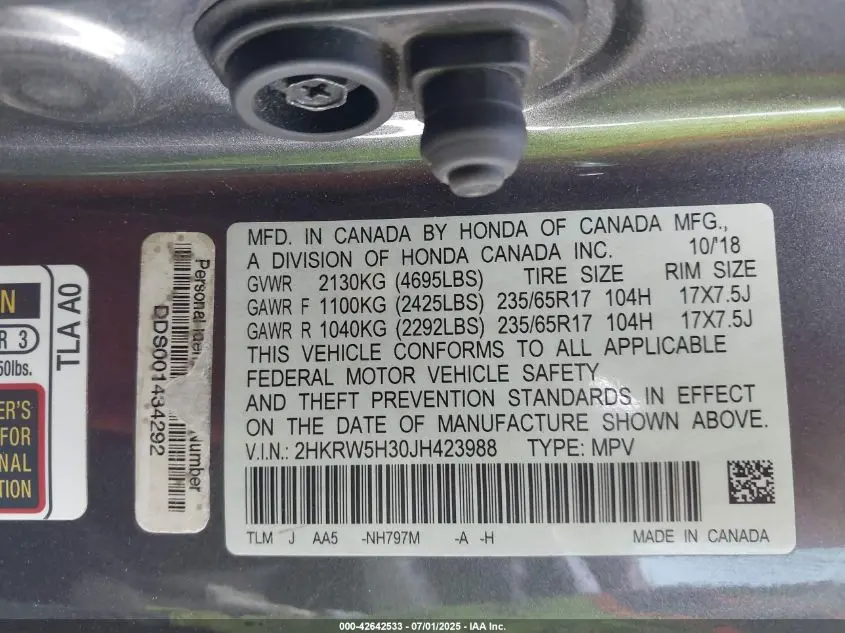 MFD. IN CANADA BY HONDA OF CANADA MFG.,
A DIVISION OF HONDA CANADA INC. 10/'18
GVWR 2130KG (4695LBS) TIRE SIZE RIM SIZE
GAWR F 1100KG (2425LBS) 235/65R17 104H 17X7.5J
GAWR R 1040KG (2292LBS) 235/65R17 104H 17X7.5J
THIS VEHICLE CONFORMS TO ALL APPLICABLE
FEDERAL MOTOR VEHICLE SAFETY
AND THEFT PREVENTION STANDARDS IN EFFECT
ON THE DATE OF MANUFACTURE SHOWN ABOVE.
V.I.N.: 2HKRW5H30JH423988 TYPE: MPV
TLM J AA5 -NH797M -A -H MADE IN CANADA
Personal Number
DDS001434292
TLA A0
N
R 3
50lbs.
ER'S
FOR
NAL
TION
000-42642533 - 07/01/2025 - IAA Inc.